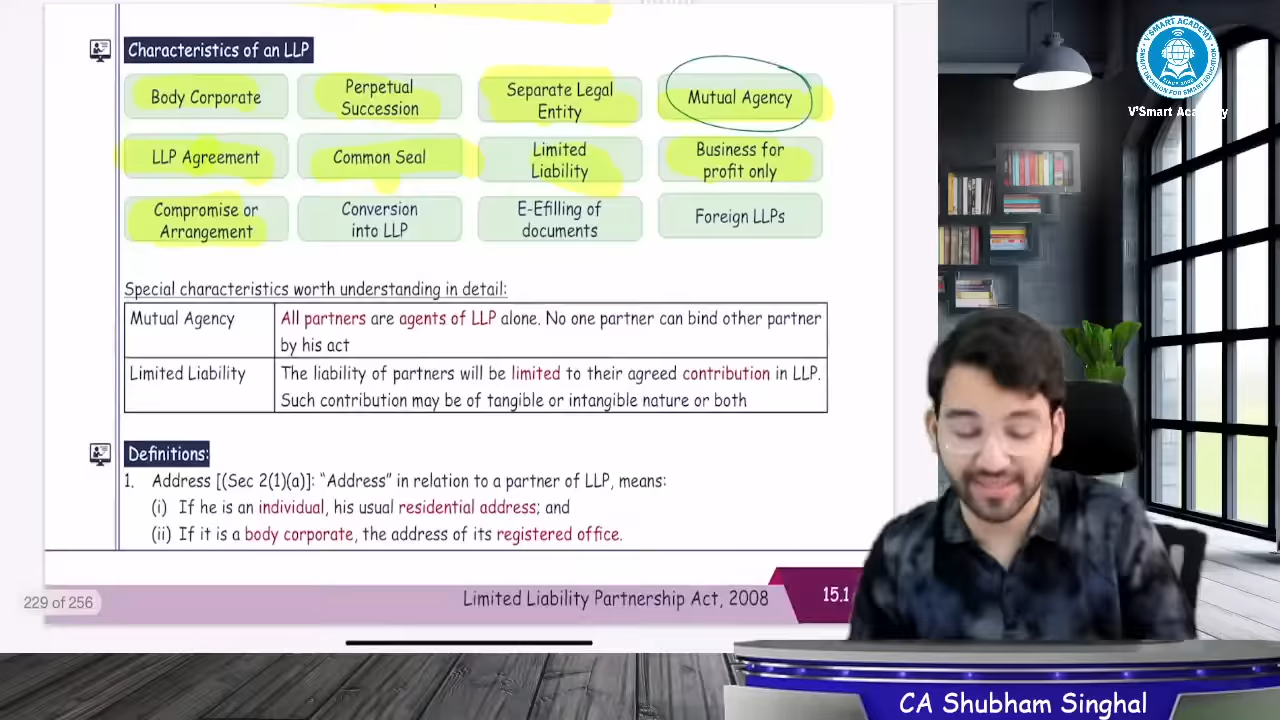 Characteristics of an LLP
Body Corporate
Perpetual
Succession
Separate Legal
Entity
Mutual Agency
LLP Agreement
Common Seal
Limited
Liability
Business for
profit only
Compromise or
Arrangement
Conversion
into LLP
E-Efilling of
documents
Foreign LLPs
Special characteristics worth understanding in detail:
Mutual Agency
All partners are agents of LLP alone. No one partner can bind other partner
by his act
Limited Liability
The liability of partners will be limited to their agreed contribution in LLP.
Such contribution may be of tangible or intangible nature or both
Definitions:
1. Address [(Sec 2(1)(a)]: “Address” in relation to a partner of LLP, means:
(i) If he is an individual, his usual residential address; and
(ii) If it is a body corporate, the address of its registered office.
229 of 256
Limited Liability Partnership Act, 2008
15.1
V'SMART ACADEMY
SMART DECISION FOR SMART EDUCATION
V'Smart Academy
CA Shubham Singhal